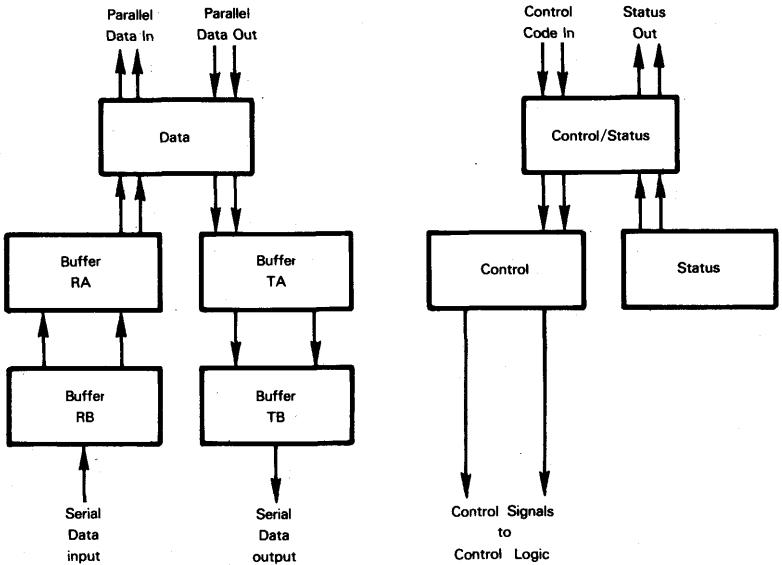 Parallel
Data In
Parallel
Data Out
Control
Code In
Status
Out
Data
Control/Status
Buffer
RA
Buffer
TA
Control
Status
Buffer
RB
Buffer
TB
Serial
Data
input
Serial
Data
output
Control Signals
to
Control Logic